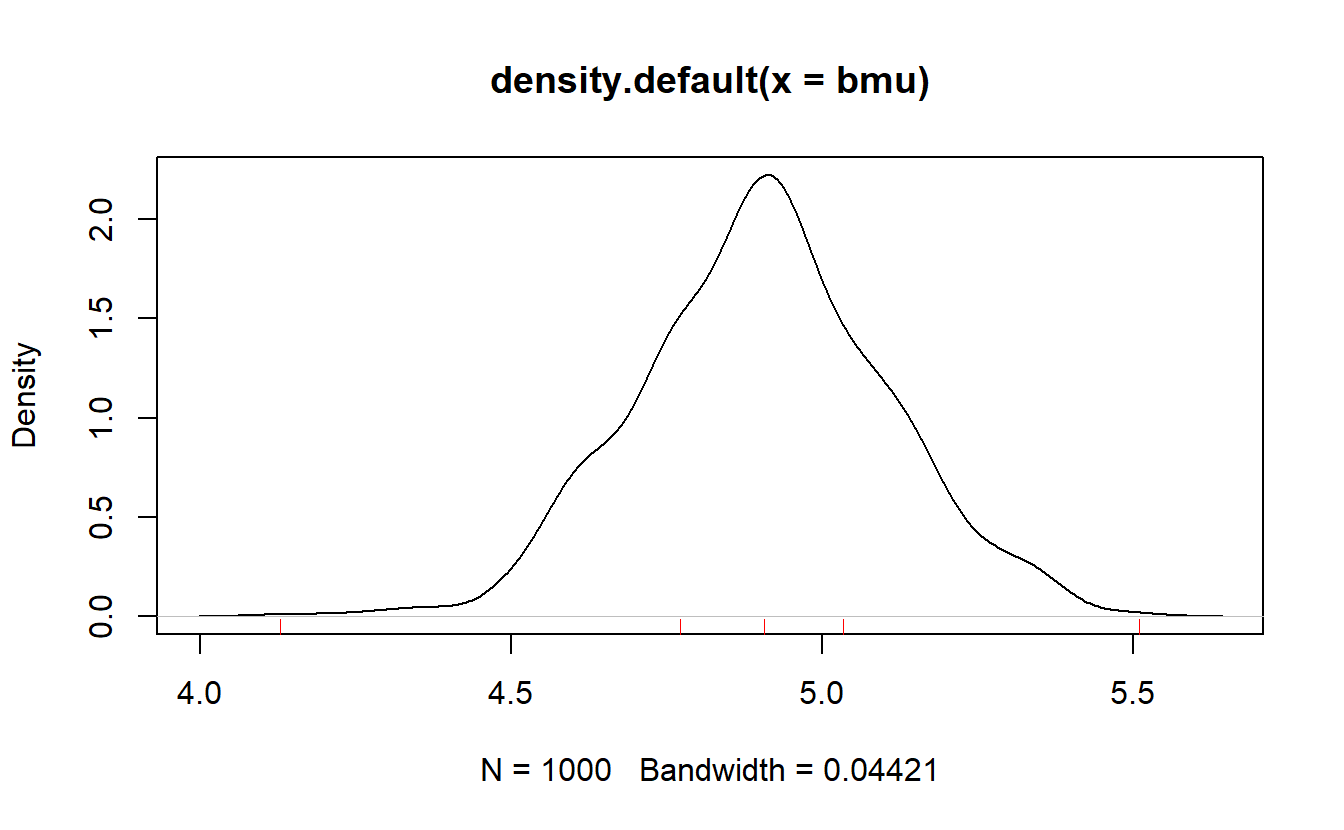 density.default(x = bmu)
Density
2.0
1.5
1.0
0.5
0.0
4.0 4.5 5.0 5.5
N = 1000 Bandwidth = 0.04421